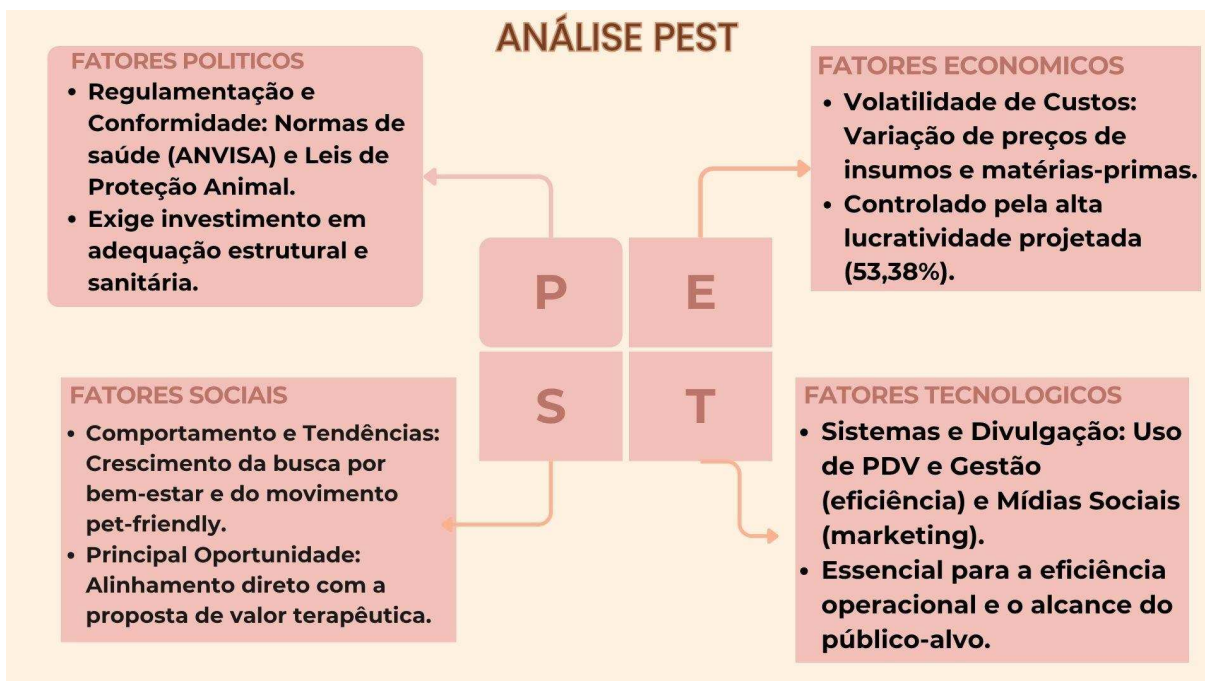 ANÁLISE PEST
FATORES POLITICOS
• Regulamentação e
Conformidade: Normas de
saúde (ANVISA) e Leis de
Proteção Animal.
• Exige investimento em
adequação estrutural e
sanitária.
FATORES ECONOMICOS
• Volatilidade de Custos:
Variação de preços de
insumos e matérias-primas.
• Controlado pela alta
lucratividade projetada
(53,38%).
P
E
S
T
FATORES SOCIAIS
• Comportamento e Tendências:
Crescimento da busca por
bem-estar e do movimento
pet-friendly.
• Principal Oportunidade:
Alinhamento direto com a
proposta de valor terapêutica.
FATORES TECNOLOGICOS
• Sistemas e Divulgação: Uso
de PDV e Gestão
(eficiência) e Mídias Sociais
(marketing).
• Essencial para a eficiência
operacional e o alcance do
público-alvo.